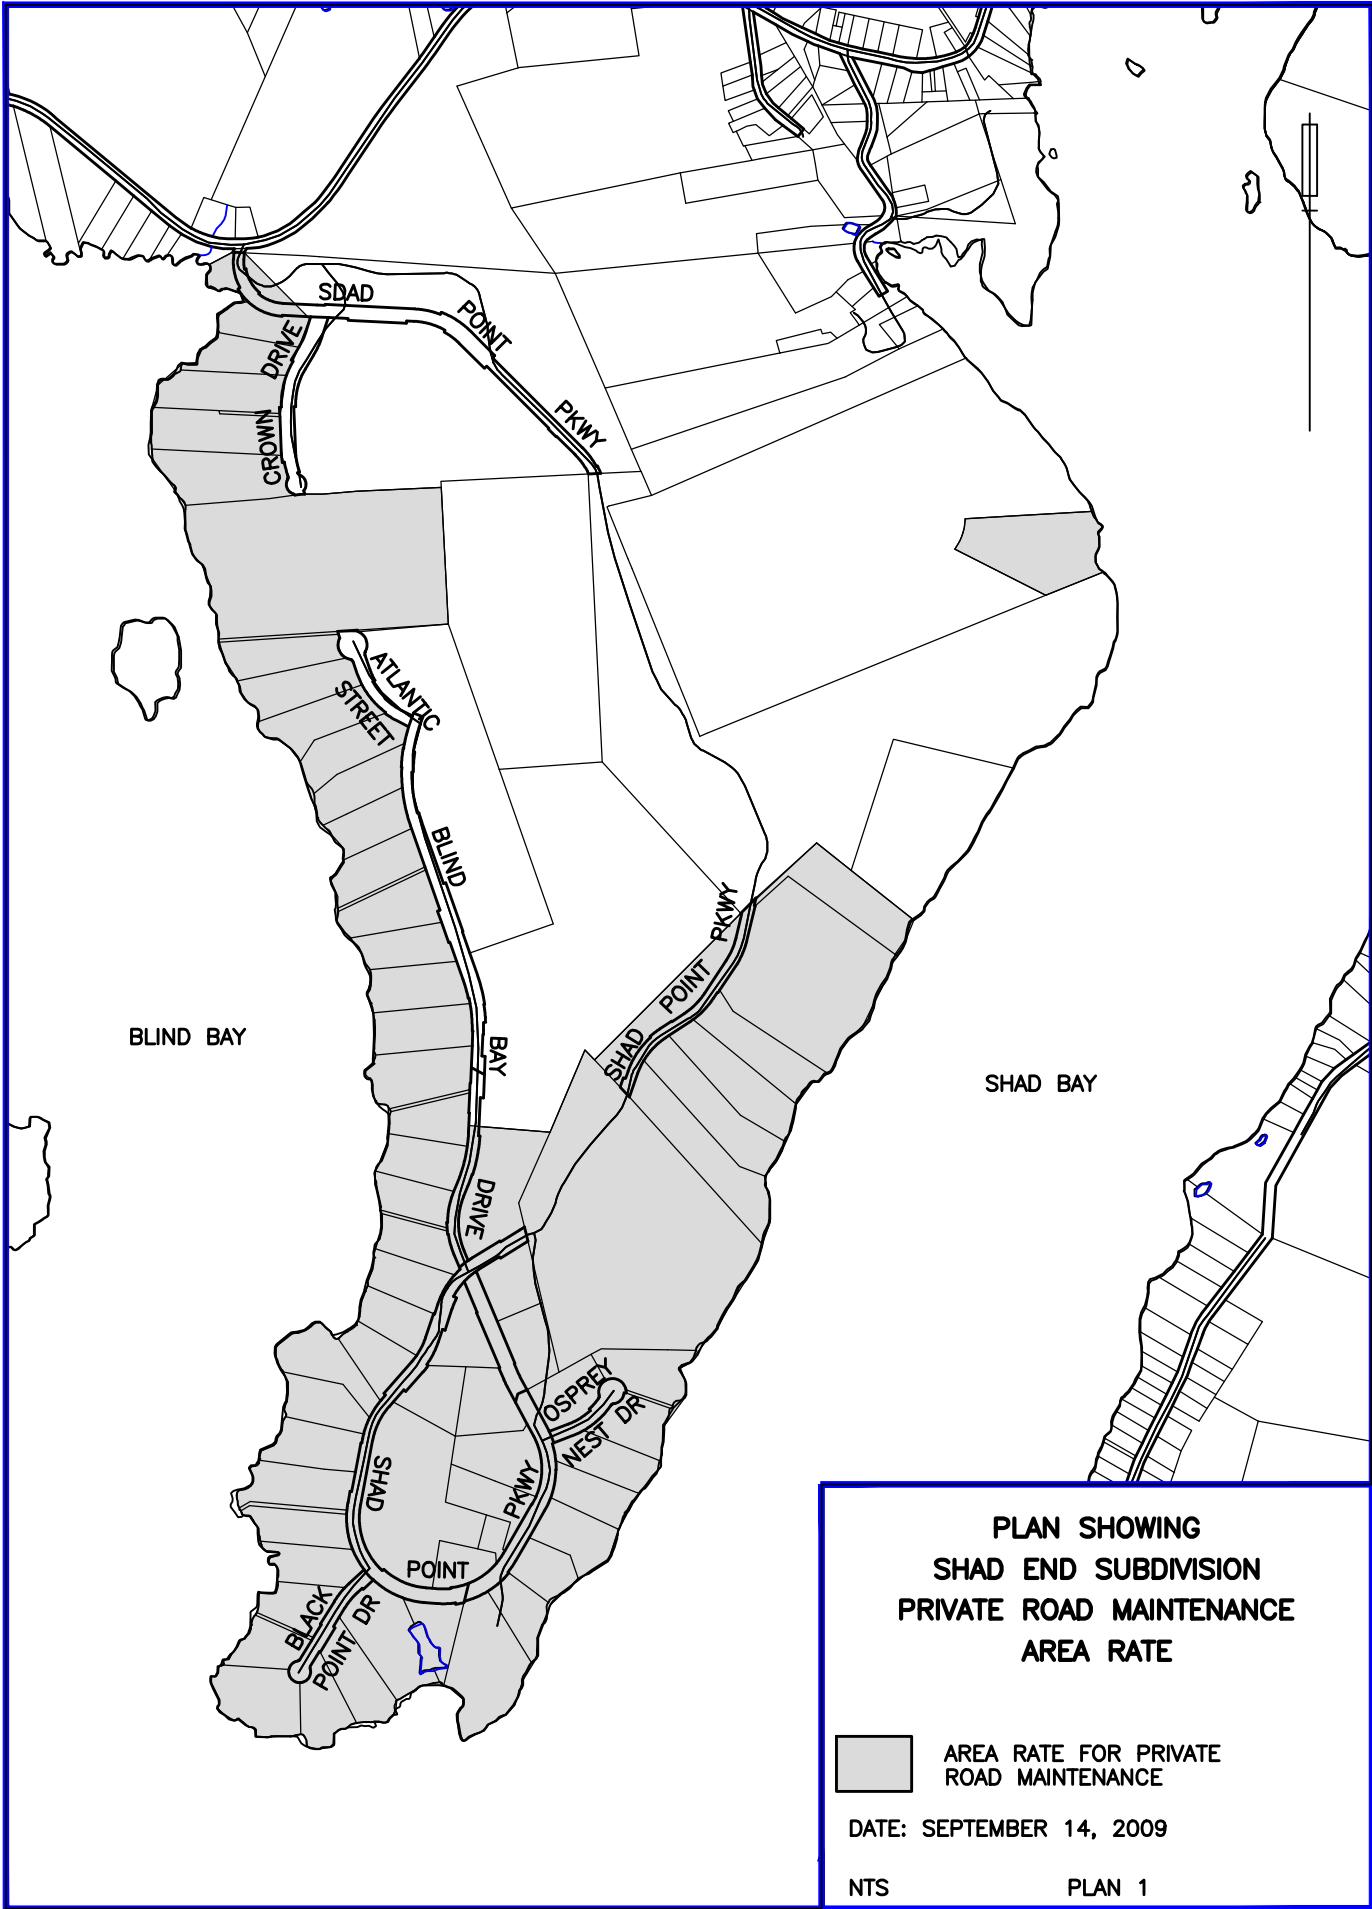 SDAD POINT PKWY
CROWN DRIVE
ATLANTIC
STREET
BLIND BAY DRIVE
SHAD POINT PKWY
BLIND BAY
SHAD BAY
OSPREY
NEST DR
SHAD POINT PKWY
BLACK
POINT DR
PLAN SHOWING
SHAD END SUBDIVISION
PRIVATE ROAD MAINTENANCE
AREA RATE
AREA RATE FOR PRIVATE
ROAD MAINTENANCE
DATE: SEPTEMBER 14, 2009
NTS PLAN 1